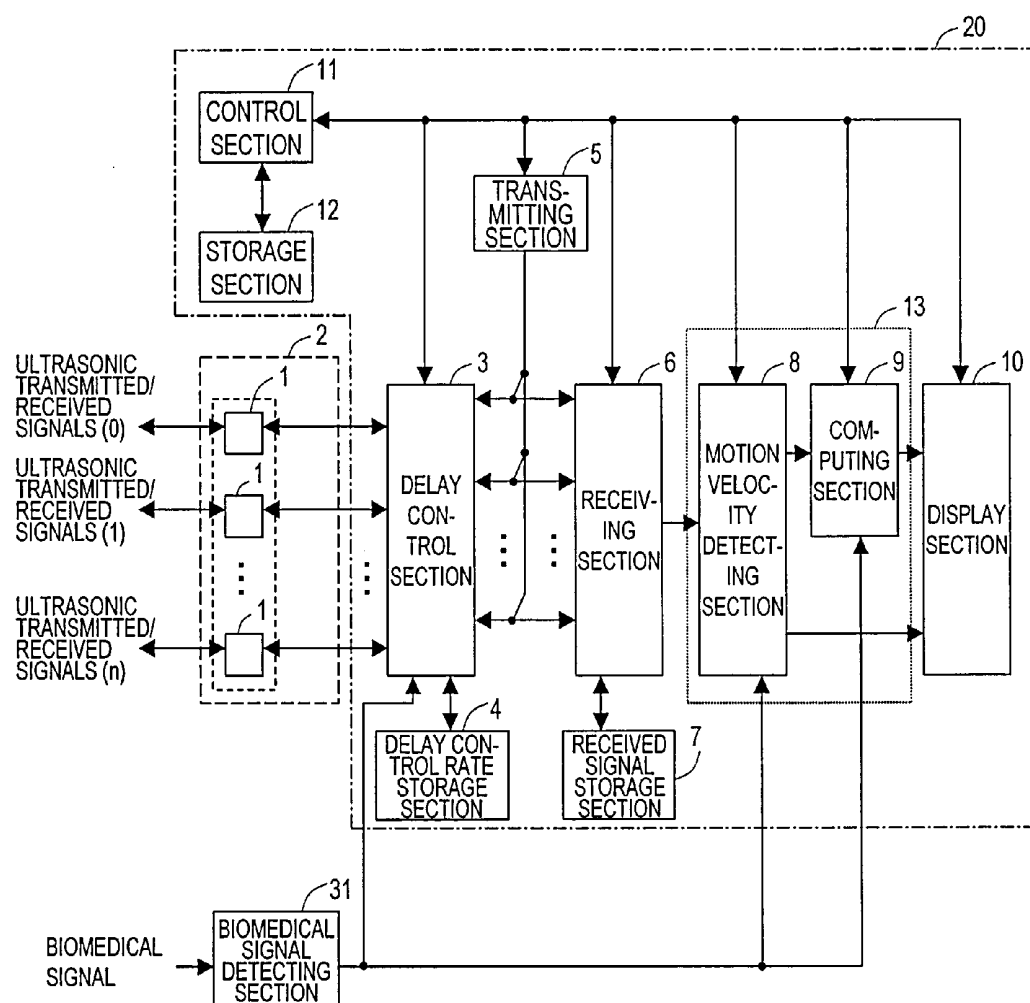 20
11
CONTROL
SECTION
5
TRANS-
MITTING
SECTION
12
STORAGE
SECTION
13
2
ULTRASONIC
TRANSMITTED/
RECEIVED
SIGNALS (0)
1
3
6
8
9
10
COM-
PUTING
SECTION
ULTRASONIC
TRANSMITTED/
RECEIVED
SIGNALS (1)
1
DELAY
CON-
TROL
SECTION
RECEIV-
ING
SECTION
MOTION
VELOC-
ITY
DETECT-
ING
SECTION
DISPLAY
SECTION
ULTRASONIC
TRANSMITTED/
RECEIVED
SIGNALS (n)
1
4
DELAY CON-
TROL RATE
STORAGE
SECTION
7
RECEIVED
SIGNAL
STORAGE
SECTION
31
BIOMEDICAL
SIGNAL
BIOMEDICAL
SIGNAL
DETECTING
SECTION